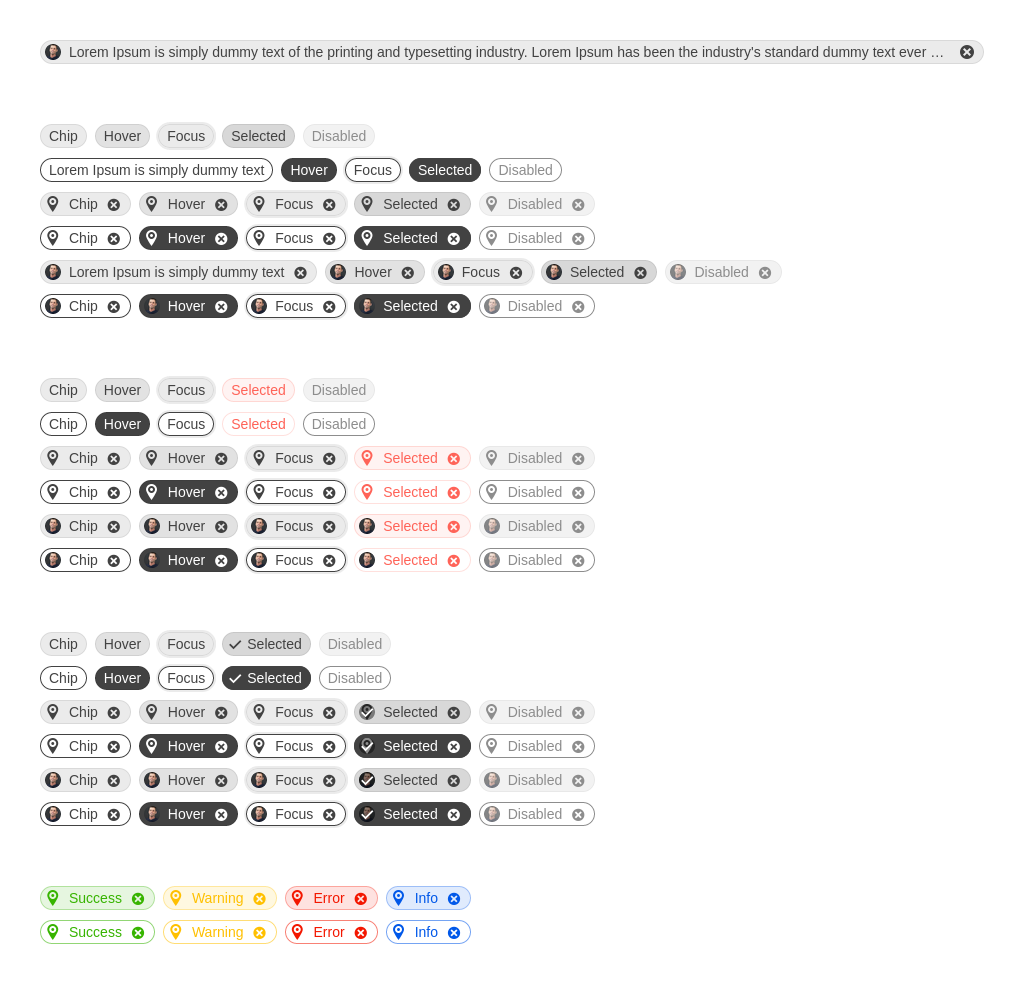 Lorem Ipsum is simply dummy text of the printing and typesetting industry. Lorem Ipsum has been the industry's standard dummy text ever …
Chip Hover Focus Selected Disabled
Lorem Ipsum is simply dummy text Hover Focus Selected Disabled
Chip Hover Focus Selected Disabled
Chip Hover Focus Selected Disabled
Lorem Ipsum is simply dummy text Hover Focus Selected Disabled
Chip Hover Focus Selected Disabled
Chip Hover Focus Selected Disabled
Chip Hover Focus Selected Disabled
Chip Hover Focus Selected Disabled
Chip Hover Focus Selected Disabled
Chip Hover Focus Selected Disabled
Chip Hover Focus Selected Disabled
Chip Hover Focus Selected Disabled
Chip Hover Focus Selected Disabled
Chip Hover Focus Selected Disabled
Chip Hover Focus Selected Disabled
Chip Hover Focus Selected Disabled
Chip Hover Focus Selected Disabled
Success Warning Error Info
Success Warning Error Info